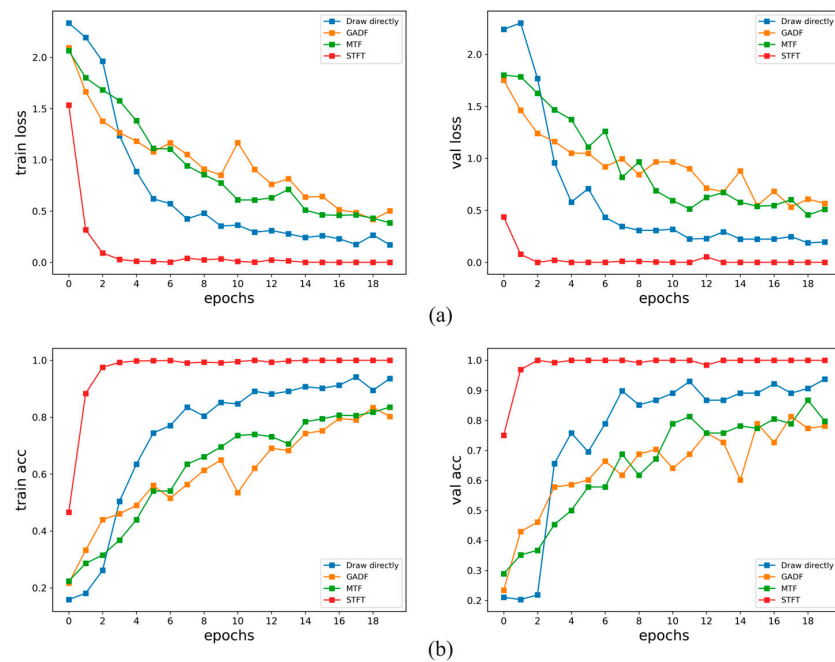 train loss
2.0
1.5
1.0
0.5
0.0
0 2 4 6 8 10 12 14 16 18
epochs
Draw directly
GADF
MTF
STFT
val loss
2.0
1.5
1.0
0.5
0.0
0 2 4 6 8 10 12 14 16 18
epochs
Draw directly
GADF
MTF
STFT
(a)
train acc
1.0
0.8
0.6
0.4
0.2
0 2 4 6 8 10 12 14 16 18
epochs
Draw directly
GADF
MTF
STFT
val acc
1.0
0.9
0.8
0.7
0.6
0.5
0.4
0.3
0.2
0 2 4 6 8 10 12 14 16 18
epochs
Draw directly
GADF
MTF
STFT
(b)